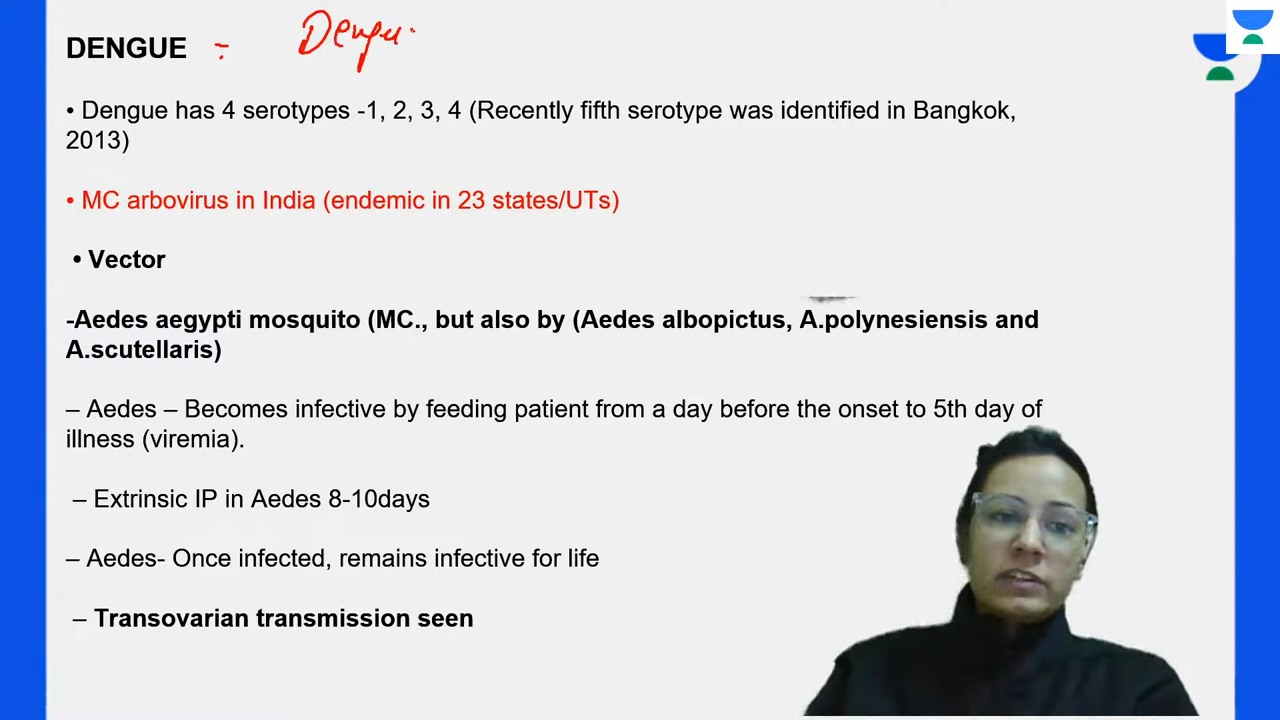 DENGUE : Dengu
• Dengue has 4 serotypes -1, 2, 3, 4 (Recently fifth serotype was identified in Bangkok,
2013)
• MC arbovirus in India (endemic in 23 states/UTs)
• Vector
-Aedes aegypti mosquito (MC., but also by (Aedes albopictus, A.polynesiensis and
A.scutellaris)
– Aedes – Becomes infective by feeding patient from a day before the onset to 5th day of
illness (viremia).
– Extrinsic IP in Aedes 8-10days
– Aedes- Once infected, remains infective for life
– Transovarian transmission seen